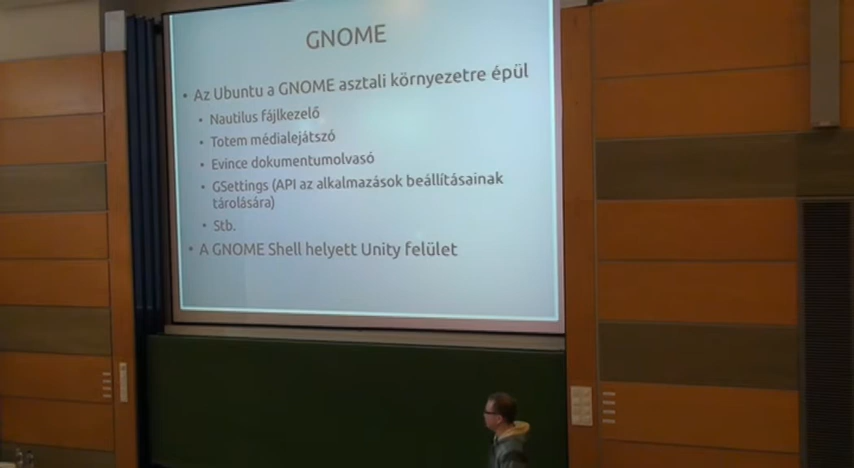 GNOME
• Az Ubuntu a GNOME asztali környezetre épül
• Nautilus fájlkezelő
• Totem médialejátszó
• Evince dokumentumolvasó
• GSettings (API az alkalmazások beállításainak
tárolására)
• Stb.
• A GNOME Shell helyett Unity felület